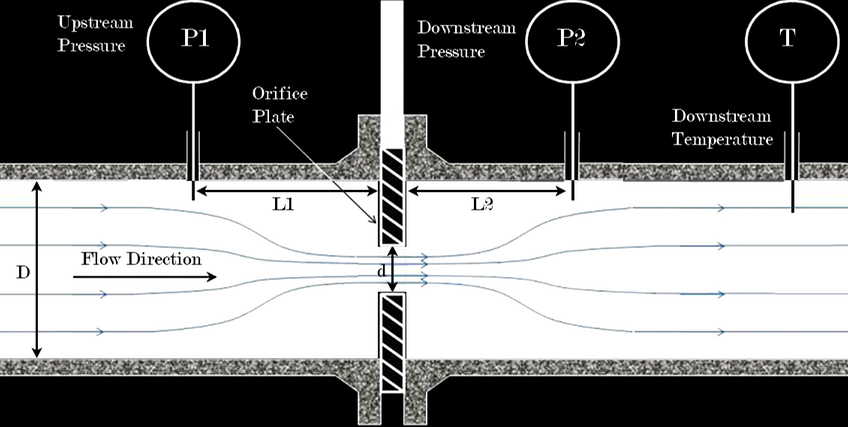 Upstream
Pressure
P1
Downstream
Pressure
P2
T
Orifice
Plate
Downstream
Temperature
L1
L2
D
Flow Direction
d